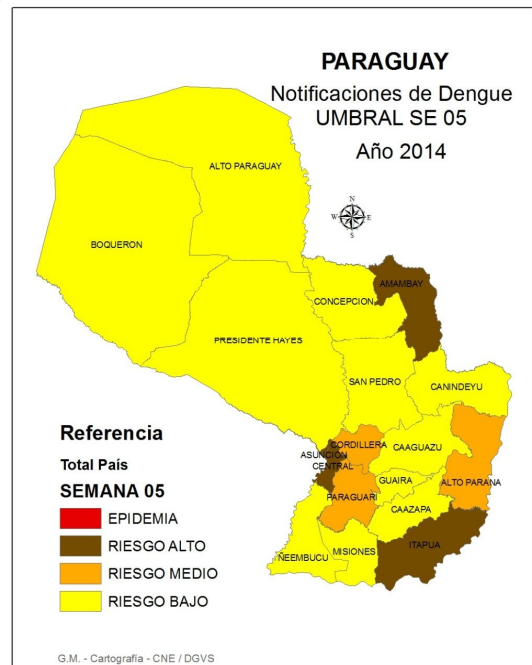 PARAGUAY
Notificaciones de Dengue
UMBRAL SE 05
Año 2014
N
W
E
S
ALTO PARAGUAY
BOQUERON
AMAMBAY
CONCEPCION
PRESIDENTE HAYES
SAN PEDRO
CANINDEYU
CORDILLERA
CAAGUAZU
ASUNCION
CENTRAL
GUAIRA
ALTO PARANA
PARAGUARI
CAAZAPA
ITAPUA
MISIONES
ÑEEMBUCU
Referencia
Total País
SEMANA 05
EPIDEMIA
RIESGO ALTO
RIESGO MEDIO
RIESGO BAJO
G.M. - Cartografía - CNE / DGVS